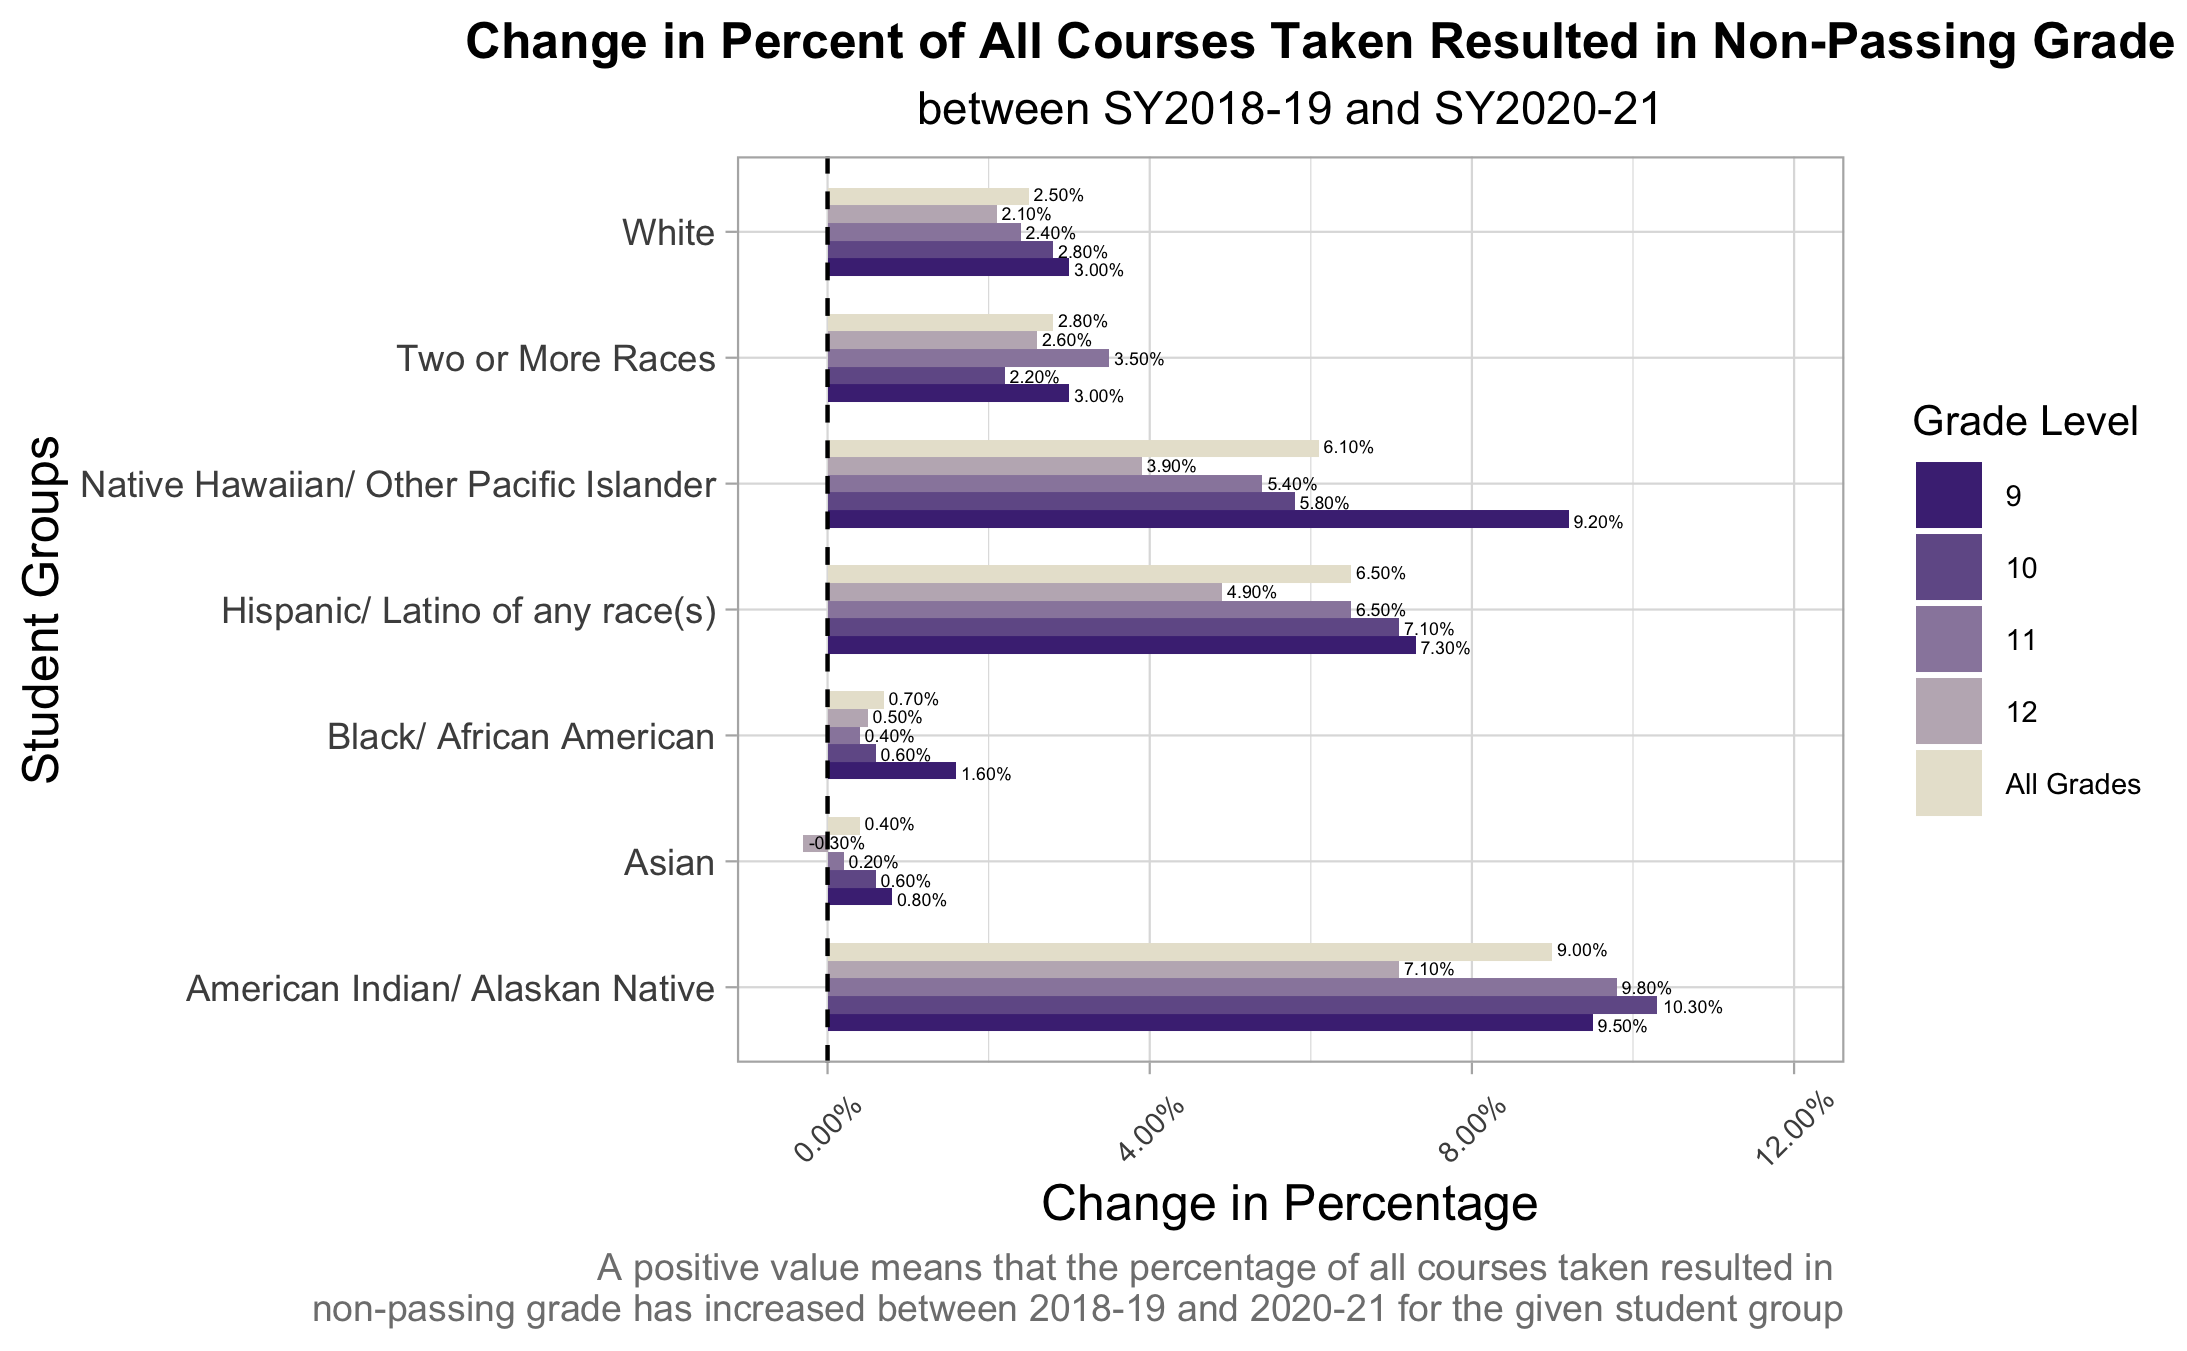 Change in Percent of All Courses Taken Resulted in Non-Passing Grade
between SY2018-19 and SY2020-21
Student Groups
White
2.50%
2.10%
2.40%
2.80%
3.00%
Two or More Races
2.80%
2.60%
3.50%
2.20%
3.00%
Native Hawaiian/ Other Pacific Islander
6.10%
3.90%
5.40%
5.80%
9.20%
Hispanic/ Latino of any race(s)
6.50%
4.90%
6.50%
7.10%
7.30%
Black/ African American
0.70%
0.50%
0.40%
0.60%
1.60%
Asian
0.40%
-0.30%
0.20%
0.60%
0.80%
American Indian/ Alaskan Native
9.00%
7.10%
9.80%
10.30%
9.50%
0.00%
4.00%
8.00%
12.00%
Change in Percentage
Grade Level
9
10
11
12
All Grades
A positive value means that the percentage of all courses taken resulted in
non-passing grade has increased between 2018-19 and 2020-21 for the given student group